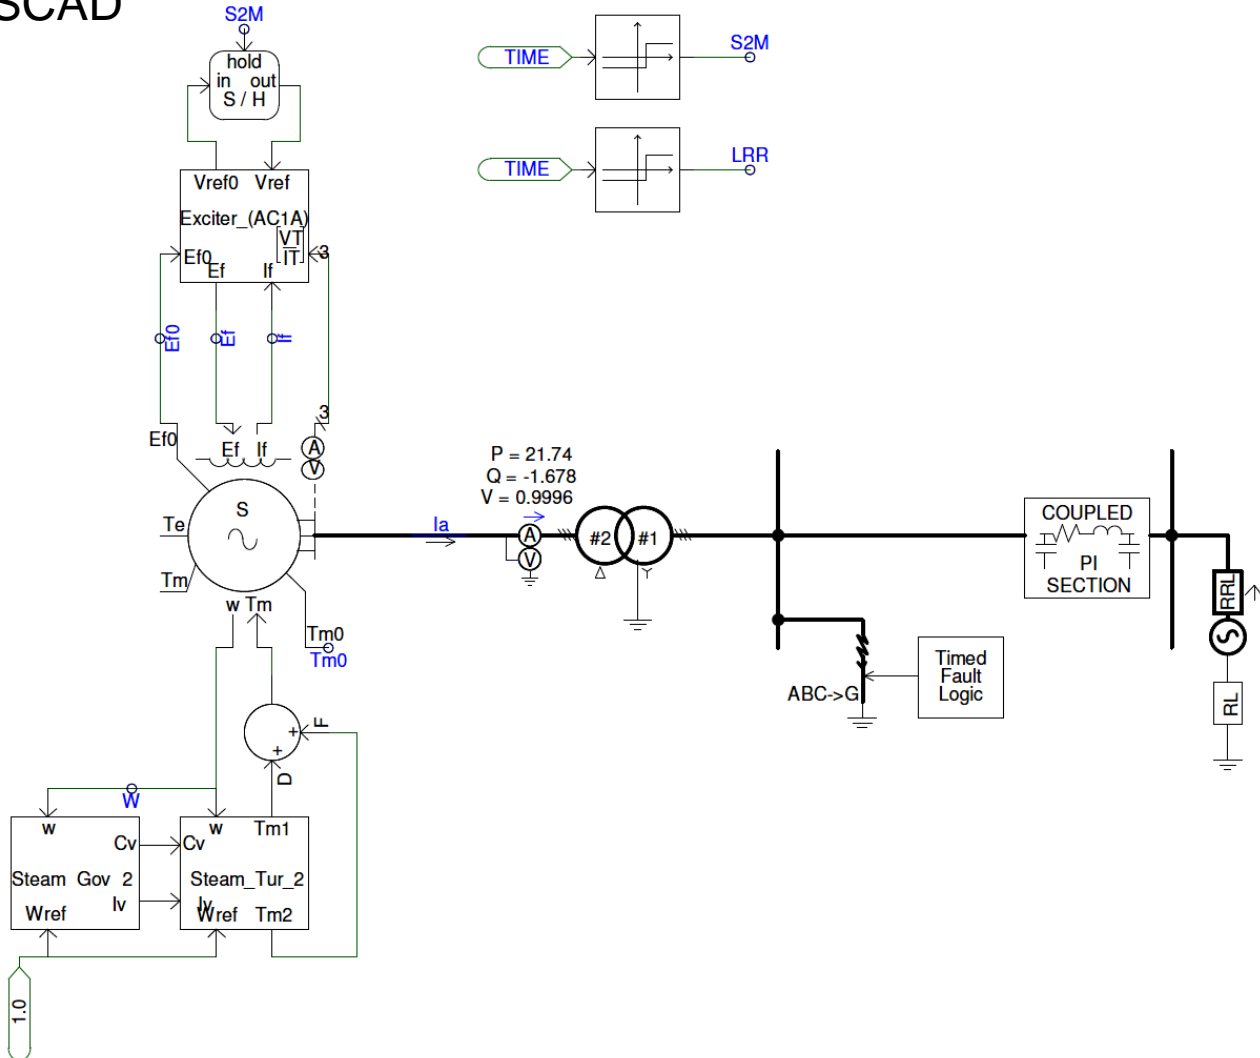 SCAD
S2M
hold
in out
S / H
TIME
S2M
TIME
LRR
Vref0 Vref
Exciter_(AC1A)
VT
IT
3
Ef0
Ef If
Ef0
Ef
If
3
Ef0
Ef If
A
V
S
Te
Tm
w Tm
Tm0
Tm0
Ia
P = 21.74
Q = -1.678
V = 0.9996
A
V
#2 #1
COUPLED
PI
SECTION
RRL
RL
ABC->G
Timed
Fault
Logic
+
+
F
D
W
w
Cv
Steam Gov 2
Iv
Wref
w Tm1
Cv
Steam_Tur_2
Iv
Wref Tm2
1.0